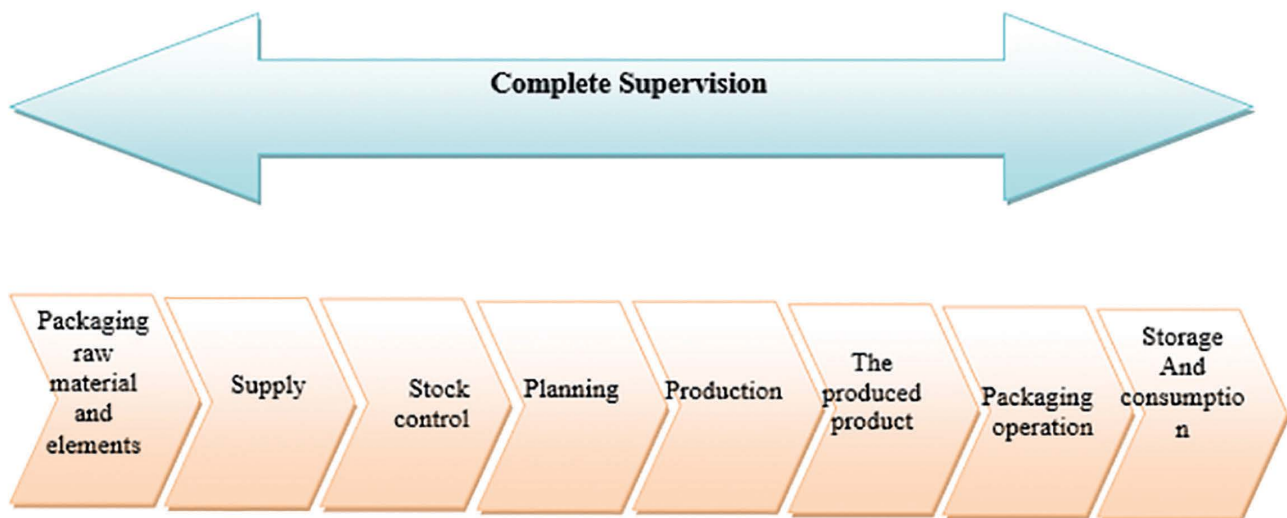 Complete Supervision
Packaging
raw
material
and
elements
Supply
Stock
control
Planning
Production
The
produced
product
Packaging
operation
Storage
And
consumptio
n